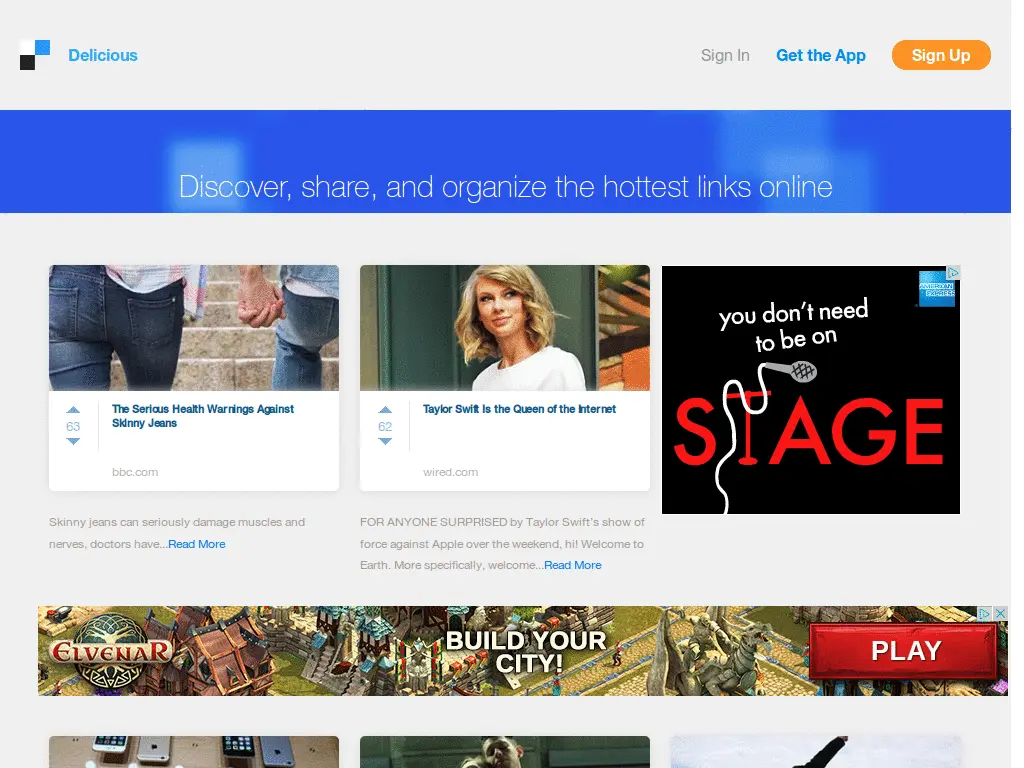 Delicious
Sign In
Get the App
Sign Up
Discover, share, and organize the hottest links online
63
The Serious Health Warnings Against
Skinny Jeans
bbc.com
62
Taylor Swift Is the Queen of the Internet
wired.com
AMERICAN
EXPRESS
you don't need
to be on
STAGE
Skinny jeans can seriously damage muscles and
nerves, doctors have...Read More
FOR ANYONE SURPRISED by Taylor Swift's show of
force against Apple over the weekend, hi! Welcome to
Earth. More specifically, welcome...Read More
ELVENAR
BUILD YOUR
CITY!
PLAY